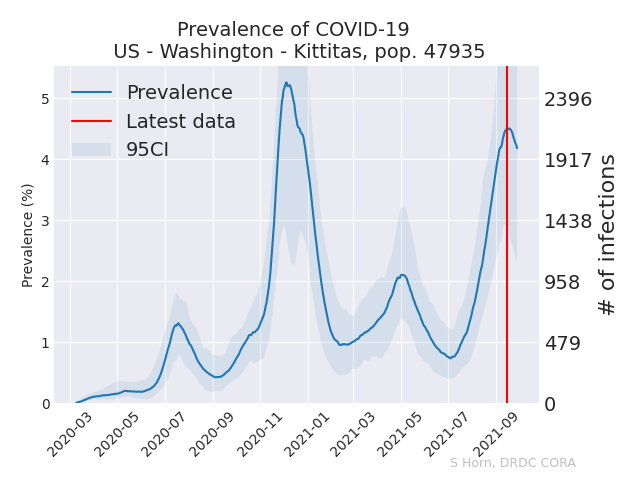 Prevalence of COVID-19
US - Washington - Kittitas, pop. 47935
Prevalence
Latest data
95CI
Prevalence (%)
5
4
3
2
1
0
2396
1917
1438
958
479
0
# of infections
2020-03
2020-05
2020-07
2020-09
2020-11
2021-01
2021-03
2021-05
2021-07
2021-09
S Horn, DRDC CORA